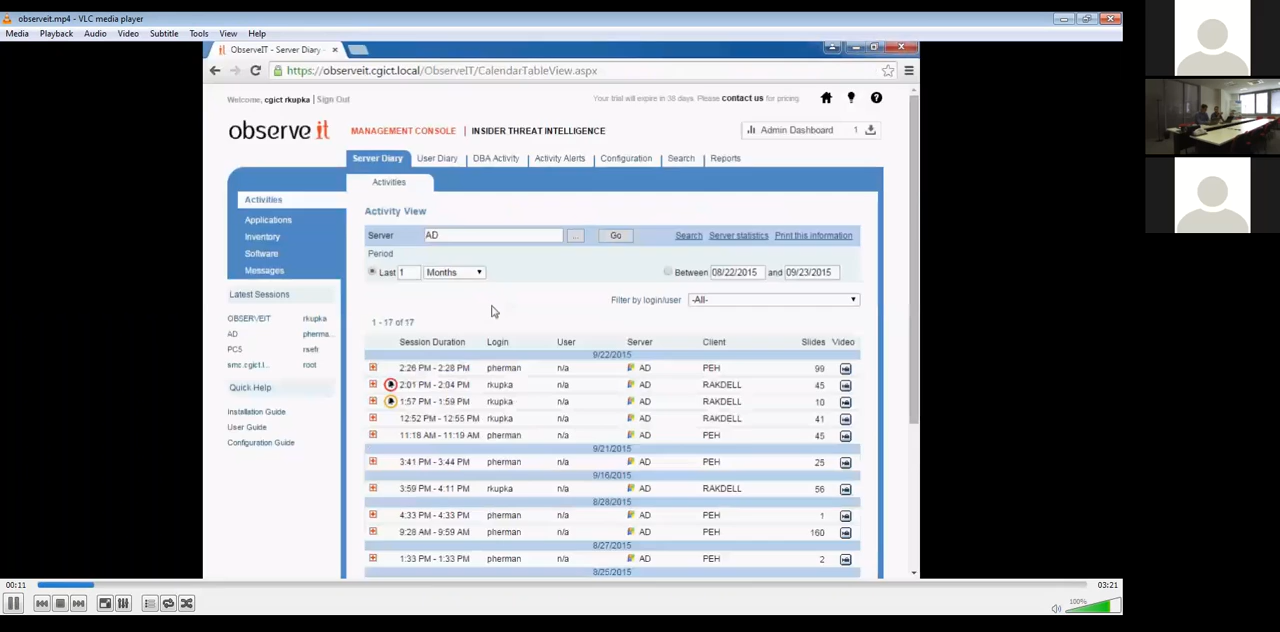 observeit.mp4 - VLC media player
Media Playback Audio Video Subtitle Tools View Help
ObserveIT - Server Diary -
https://observeit.cgict.local/ObserveIT/CalendarTableView.aspx
Welcome, cgict rkupka | Sign Out
Your trial will expire in 38 days. Please contact us for pricing.
observe it MANAGEMENT CONSOLE | INSIDER THREAT INTELLIGENCE
Admin Dashboard 1
Server Diary User Diary DBA Activity Activity Alerts Configuration Search Reports
Activities
Activities
Applications
Inventory
Software
Messages
Latest Sessions
OBSERVEIT rkupka
AD pherma...
PC5 rsefr
smc.cgict.l... root
Quick Help
Installation Guide
User Guide
Configuration Guide
Activity View
Server AD ... Go Search Server statistics Print this information
Period
Last 1 Months Between 08/22/2015 and 09/23/2015
Filter by login/user -All-
1 - 17 of 17
Session Duration Login User Server Client Slides Video
9/22/2015
2:26 PM - 2:28 PM pherman n/a AD PEH 99
2:01 PM - 2:04 PM rkupka n/a AD RAKDELL 45
1:57 PM - 1:59 PM rkupka n/a AD RAKDELL 10
12:52 PM - 12:55 PM rkupka n/a AD RAKDELL 41
11:18 AM - 11:19 AM pherman n/a AD PEH 45
9/21/2015
3:41 PM - 3:44 PM pherman n/a AD PEH 25
9/16/2015
3:59 PM - 4:11 PM rkupka n/a AD RAKDELL 56
8/28/2015
4:33 PM - 4:33 PM pherman n/a AD PEH 1
9:28 AM - 9:59 AM pherman n/a AD PEH 160
8/27/2015
1:33 PM - 1:33 PM pherman n/a AD PEH 2
8/25/2015
00:11 03:21
100%